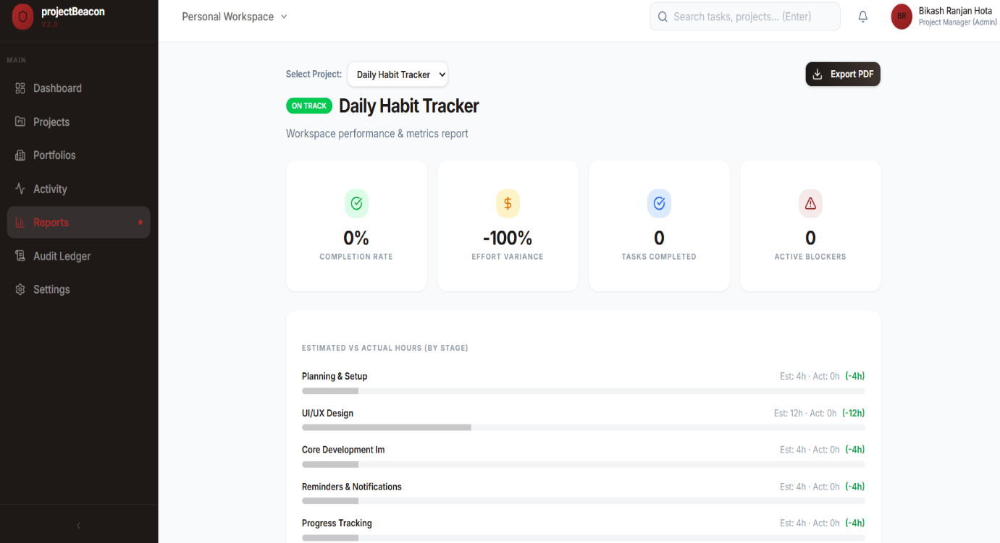 projectBeacon
V2.0
MAIN
Dashboard
Projects
Portfolios
Activity
Reports
Audit Ledger
Settings
Personal Workspace
Search tasks, projects... (Enter)
BR
Bikash Ranjan Hota
Project Manager (Admin)
Select Project:
Daily Habit Tracker
Export PDF
ON TRACK
Daily Habit Tracker
Workspace performance & metrics report
0%
COMPLETION RATE
-100%
EFFORT VARIANCE
0
TASKS COMPLETED
0
ACTIVE BLOCKERS
ESTIMATED VS ACTUAL HOURS (BY STAGE)
Planning & Setup Est: 4h · Act: 0h (-4h)
UI/UX Design Est: 12h · Act: 0h (-12h)
Core Development Im Est: 4h · Act: 0h (-4h)
Reminders & Notifications Est: 4h · Act: 0h (-4h)
Progress Tracking Est: 4h · Act: 0h (-4h)